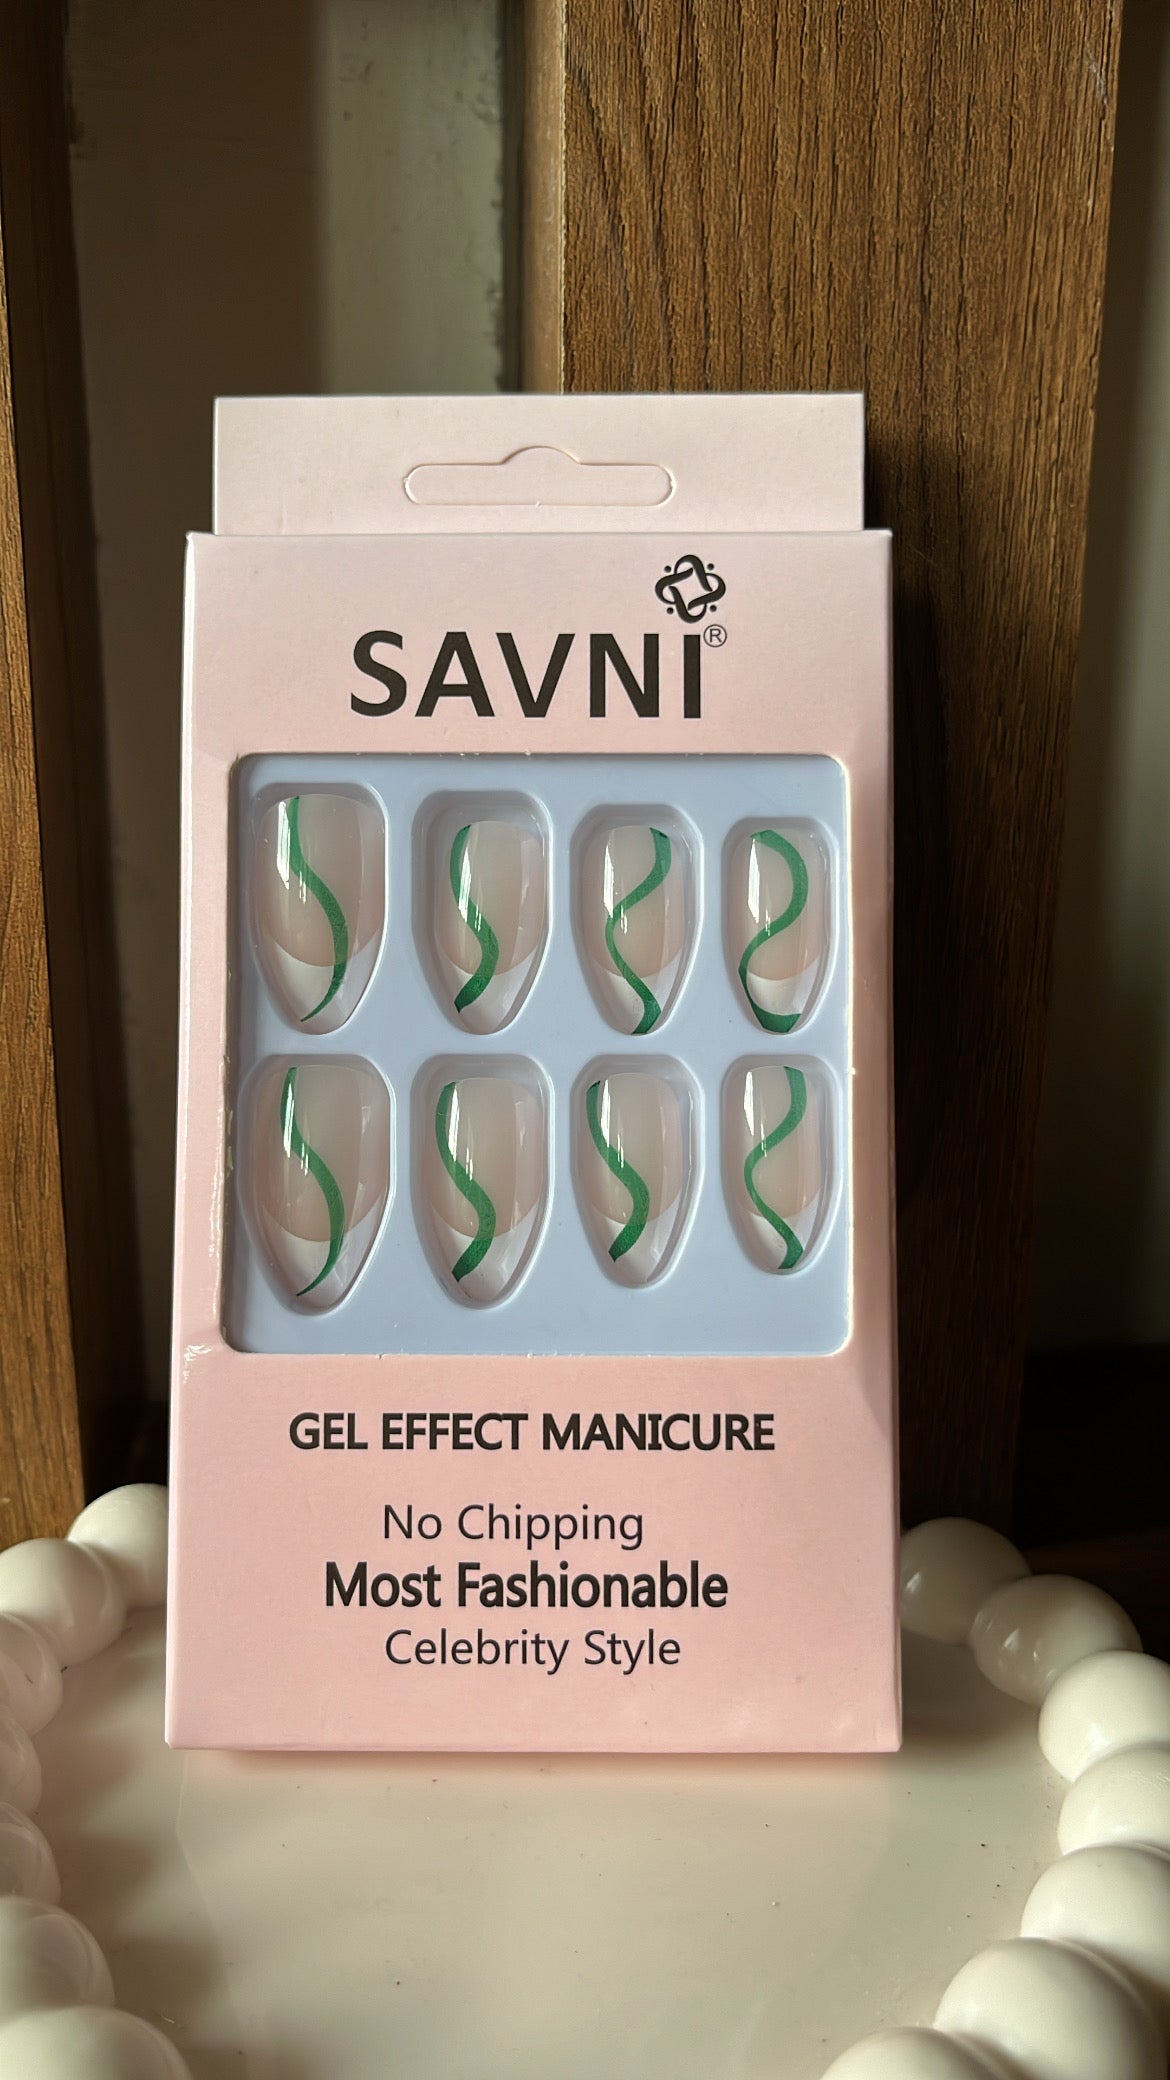 SAVNI®
GEL EFFECT MANICURE
No Chipping
Most Fashionable
Celebrity Style